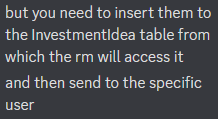 but you need to insert them to
the InvestmentIdea table from
which the rm will access it
and then send to the specific
user